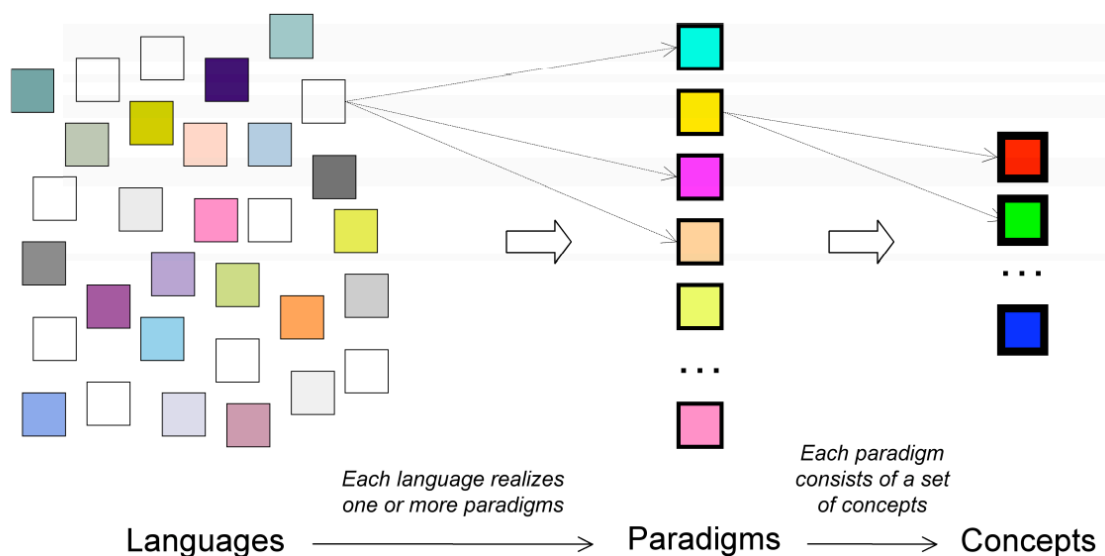 ...
...
Each language realizes
one or more paradigms
Each paradigm
consists of a set
of concepts
Languages
Paradigms
Concepts